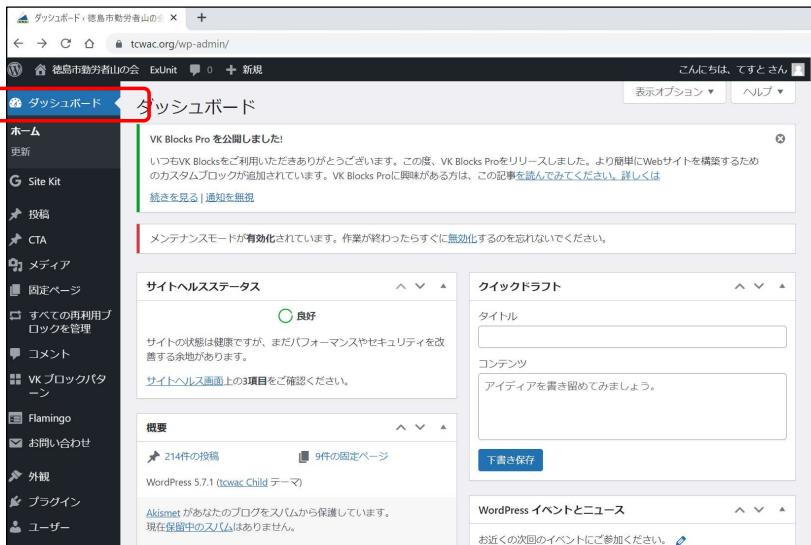 ダッシュボード ‹ 徳島市勤労者山の会
tcwac.org/wp-admin/
徳島市勤労者山の会 ExUnit 0 新規
こんにちは、てすと さん
表示オプション ▼ ヘルプ ▼
ダッシュボード
ホーム
更新
Site Kit
投稿
CTA
メディア
固定ページ
すべての再利用ブ
ロックを管理
コメント
VK ブロックパタ
ーン
Flamingo
お問い合わせ
外観
プラグイン
ユーザー
ダッシュボード
VK Blocks Pro を公開しました!
いつもVK Blocksをご利用いただきありがとうございます。この度、VK Blocks Proをリリースしました。より簡単にWebサイトを構築するため
のカスタムブロックが追加されています。VK Blocks Proに興味がある方は、この記事を読んでみてください。詳しくは
続きを見る | 通知を無視
メンテナンスモードが有効化されています。作業が終わったらすぐに無効化するのを忘れないでください。
サイトヘルスステータス
良好
サイトの状態は健康ですが、まだパフォーマンスやセキュリティを改
善する余地があります。
サイトヘルス画面上の3項目をご確認ください。
概要
214件の投稿 9件の固定ページ
WordPress 5.7.1 (tcwac Child テーマ)
Akismet があなたのブログをスパムから保護しています。
現在保留中のスパムはありません。
クイックドラフト
タイトル
コンテンツ
アイディアを書き留めてみましょう。
下書き保存
WordPress イベントとニュース
お近くの次回のイベントにご参加ください。